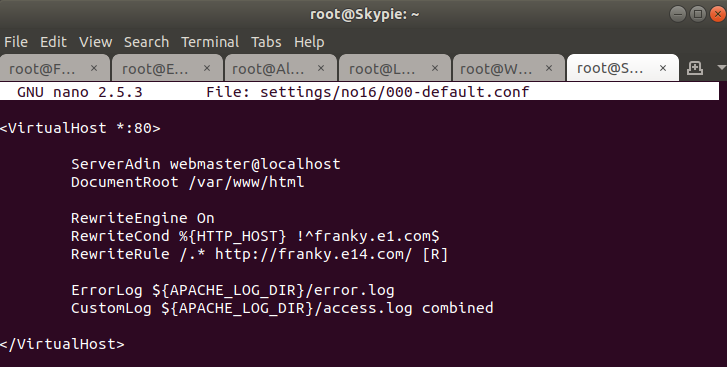 root@Skypie: ~
File Edit View Search Terminal Tabs Help
root@F... × root@E... × root@Al... × root@L... × root@W... × root@S... ×
GNU nano 2.5.3 File: settings/no16/000-default.conf
<VirtualHost *:80>
ServerAdin webmaster@localhost
DocumentRoot /var/www/html
RewriteEngine On
RewriteCond %{HTTP_HOST} !^franky.e1.com$
RewriteRule /.* http://franky.e14.com/ [R]
ErrorLog ${APACHE_LOG_DIR}/error.log
CustomLog ${APACHE_LOG_DIR}/access.log combined
</VirtualHost>